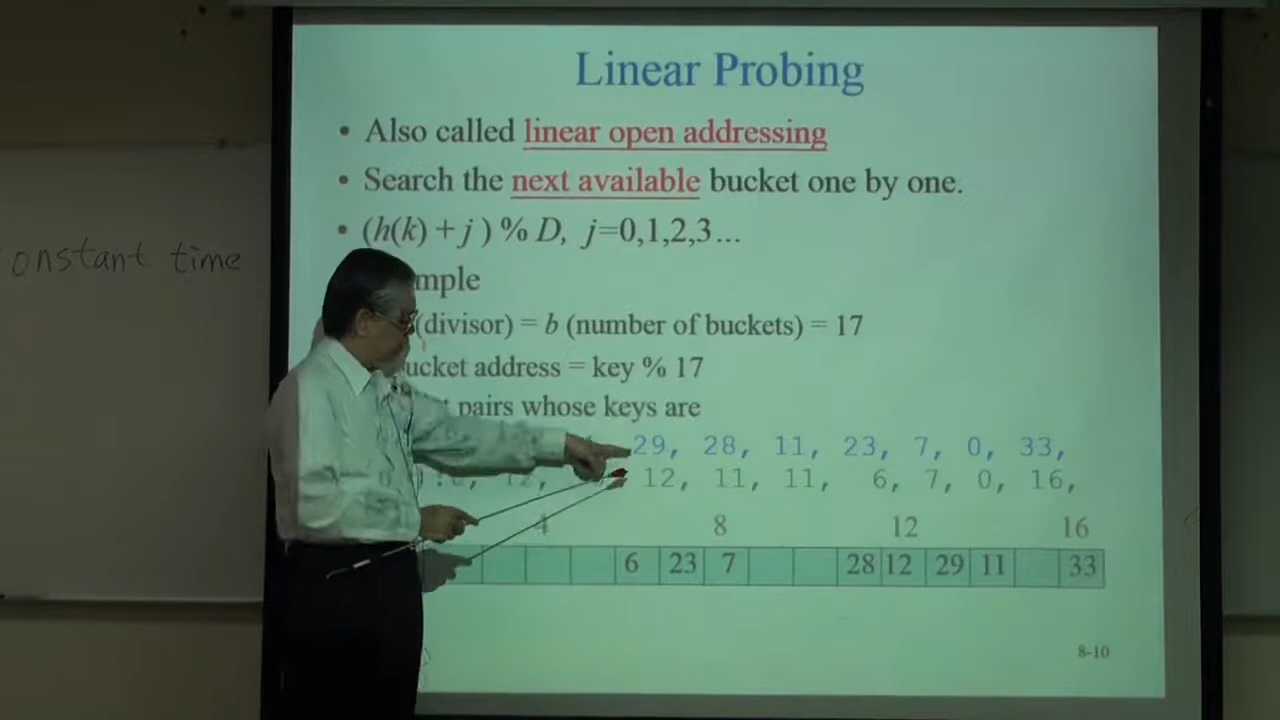 Linear Probing
• Also called linear open addressing
• Search the next available bucket one by one.
• (h(k) + j ) % D, j=0,1,2,3...
onstant time
mple
(divisor) = b (number of buckets) = 17
ucket address = key % 17
pairs whose keys are
29, 28, 11, 23, 7, 0, 33,
12, 11, 11, 6, 7, 0, 16,
4 8 12 16
6 23 7 28 12 29 11 33
8-10